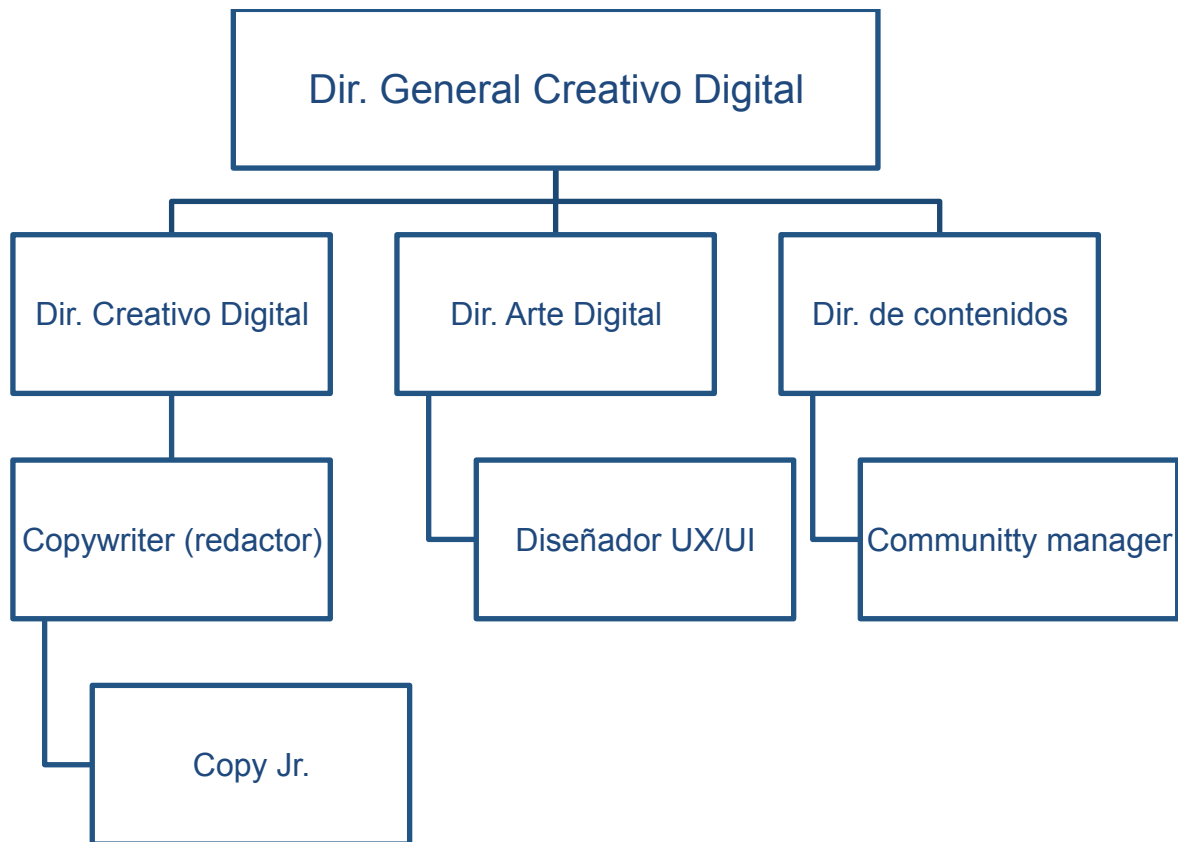 Dir. General Creativo Digital
Dir. Creativo Digital
Dir. Arte Digital
Dir. de contenidos
Copywriter (redactor)
Diseñador UX/UI
Communitty manager
Copy Jr.